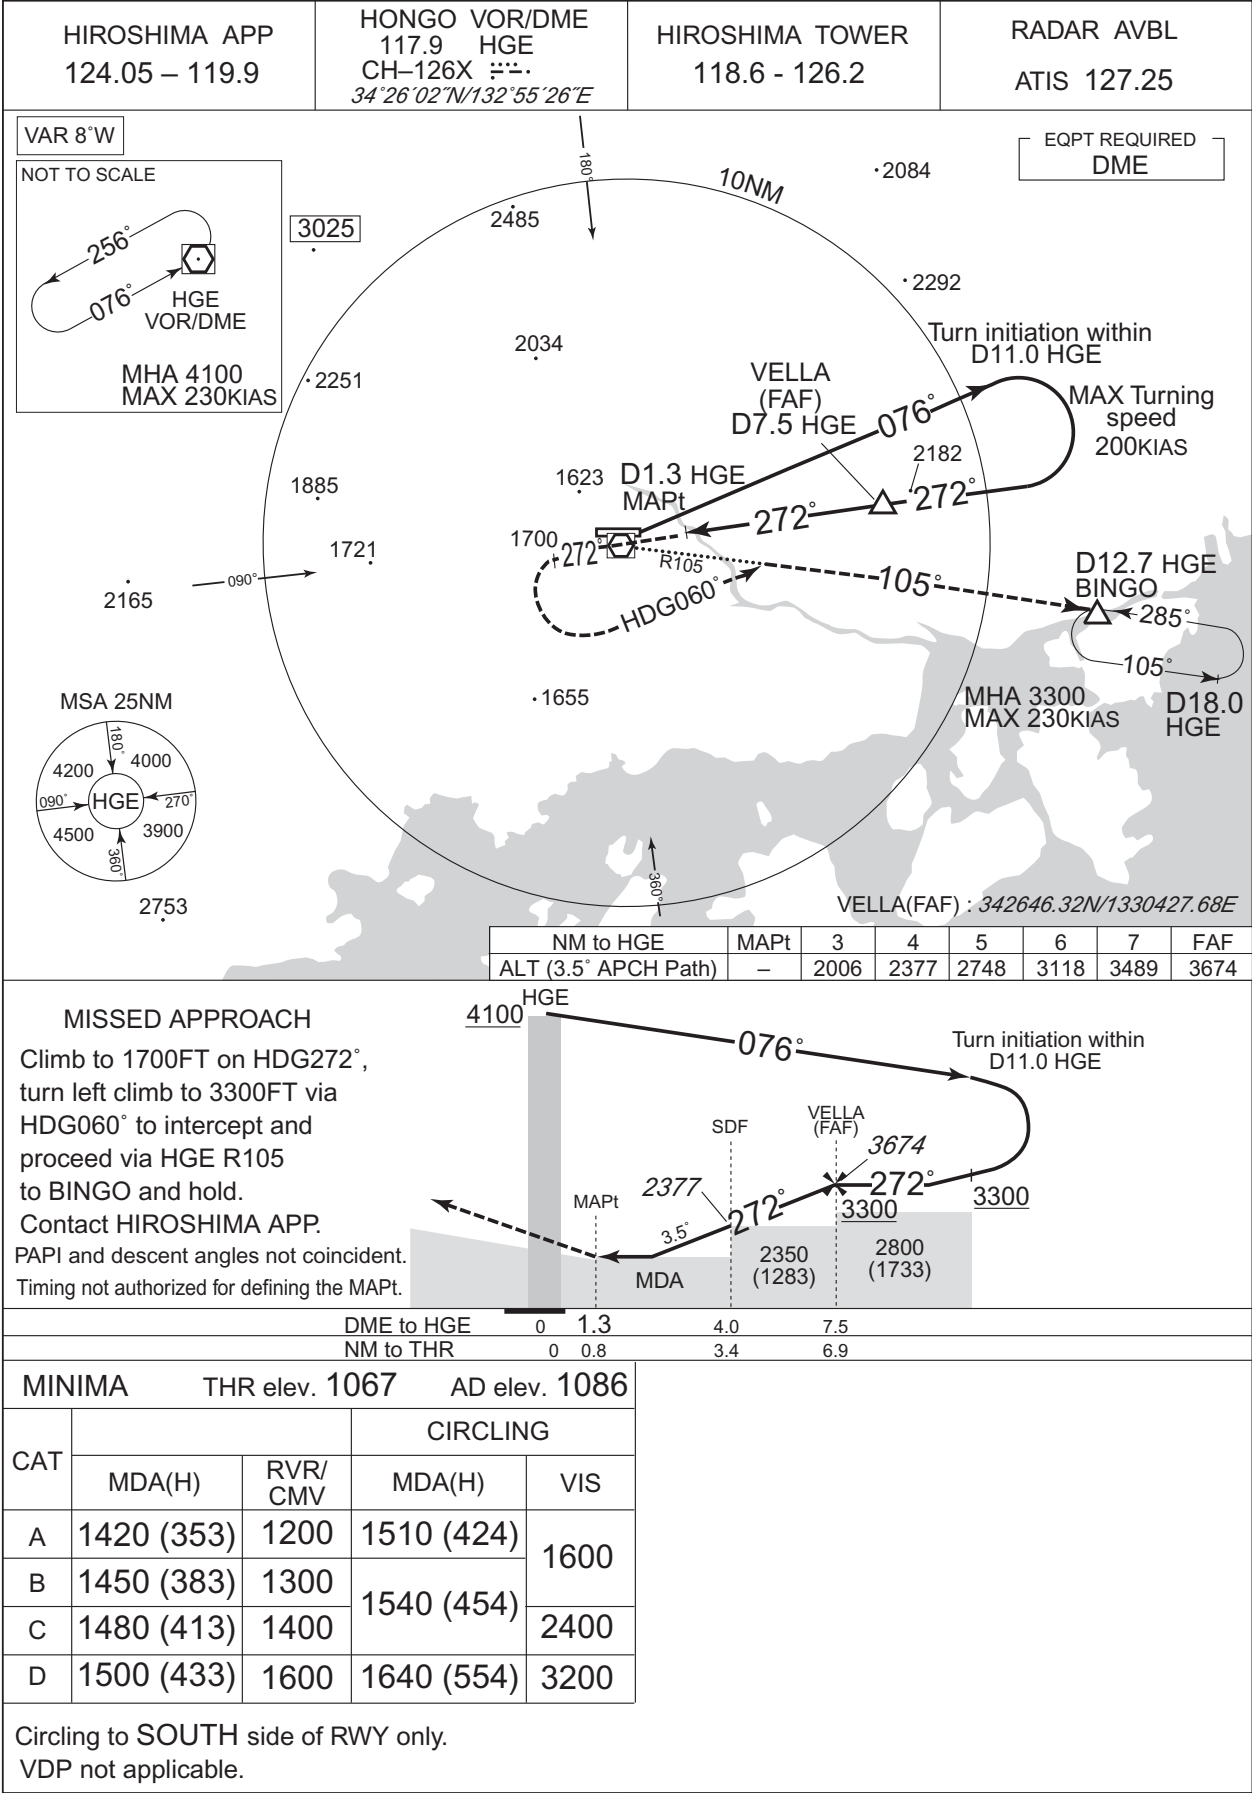 HIROSHIMA APP
124.05 – 119.9
HONGO VOR/DME
117.9 HGE
CH–126X
34°26´02˝N/132°55´26˝E
HIROSHIMA TOWER
118.6 - 126.2
RADAR AVBL
ATIS 127.25
VAR 8°W
NOT TO SCALE
256°
076°
HGE
VOR/DME
MHA 4100
MAX 230KIAS
EQPT REQUIRED
DME
180°
10NM
2084
2485
3025
2292
2034
2251
Turn initiation within
D11.0 HGE
VELLA
(FAF)
D7.5 HGE
076°
MAX Turning
speed
200KIAS
2182
1885
1623
D1.3 HGE
MAPt
272°
272°
1700
272°
1721
R105
090°
2165
HDG060°
105°
D12.7 HGE
BINGO
285°
105°
D18.0
HGE
MHA 3300
MAX 230KIAS
1655
MSA 25NM
180°
4200
4000
090°
HGE
270°
4500
3900
360°
360°
2753
VELLA(FAF) : 342646.32N/1330427.68E
NM to HGE MAPt 3 4 5 6 7 FAF
ALT (3.5° APCH Path) – 2006 2377 2748 3118 3489 3674
MISSED APPROACH
Climb to 1700FT on HDG272°,
turn left climb to 3300FT via
HDG060° to intercept and
proceed via HGE R105
to BINGO and hold.
Contact HIROSHIMA APP.
PAPI and descent angles not coincident.
Timing not authorized for defining the MAPt.
HGE
4100
076°
Turn initiation within
D11.0 HGE
SDF
VELLA
(FAF)
3674
2377
272°
272°
3300
3300
MAPt
3.5°
MDA
2350
(1283)
2800
(1733)
DME to HGE 0 1.3 4.0 7.5
NM to THR 0 0.8 3.4 6.9
MINIMA THR elev. 1067 AD elev. 1086
CAT
CIRCLING
MDA(H)
RVR/
CMV
MDA(H)
VIS
A 1420 (353) 1200 1510 (424)
1600
B 1450 (383) 1300
1540 (454)
C 1480 (413) 1400 2400
D 1500 (433) 1600 1640 (554) 3200
Circling to SOUTH side of RWY only.
VDP not applicable.